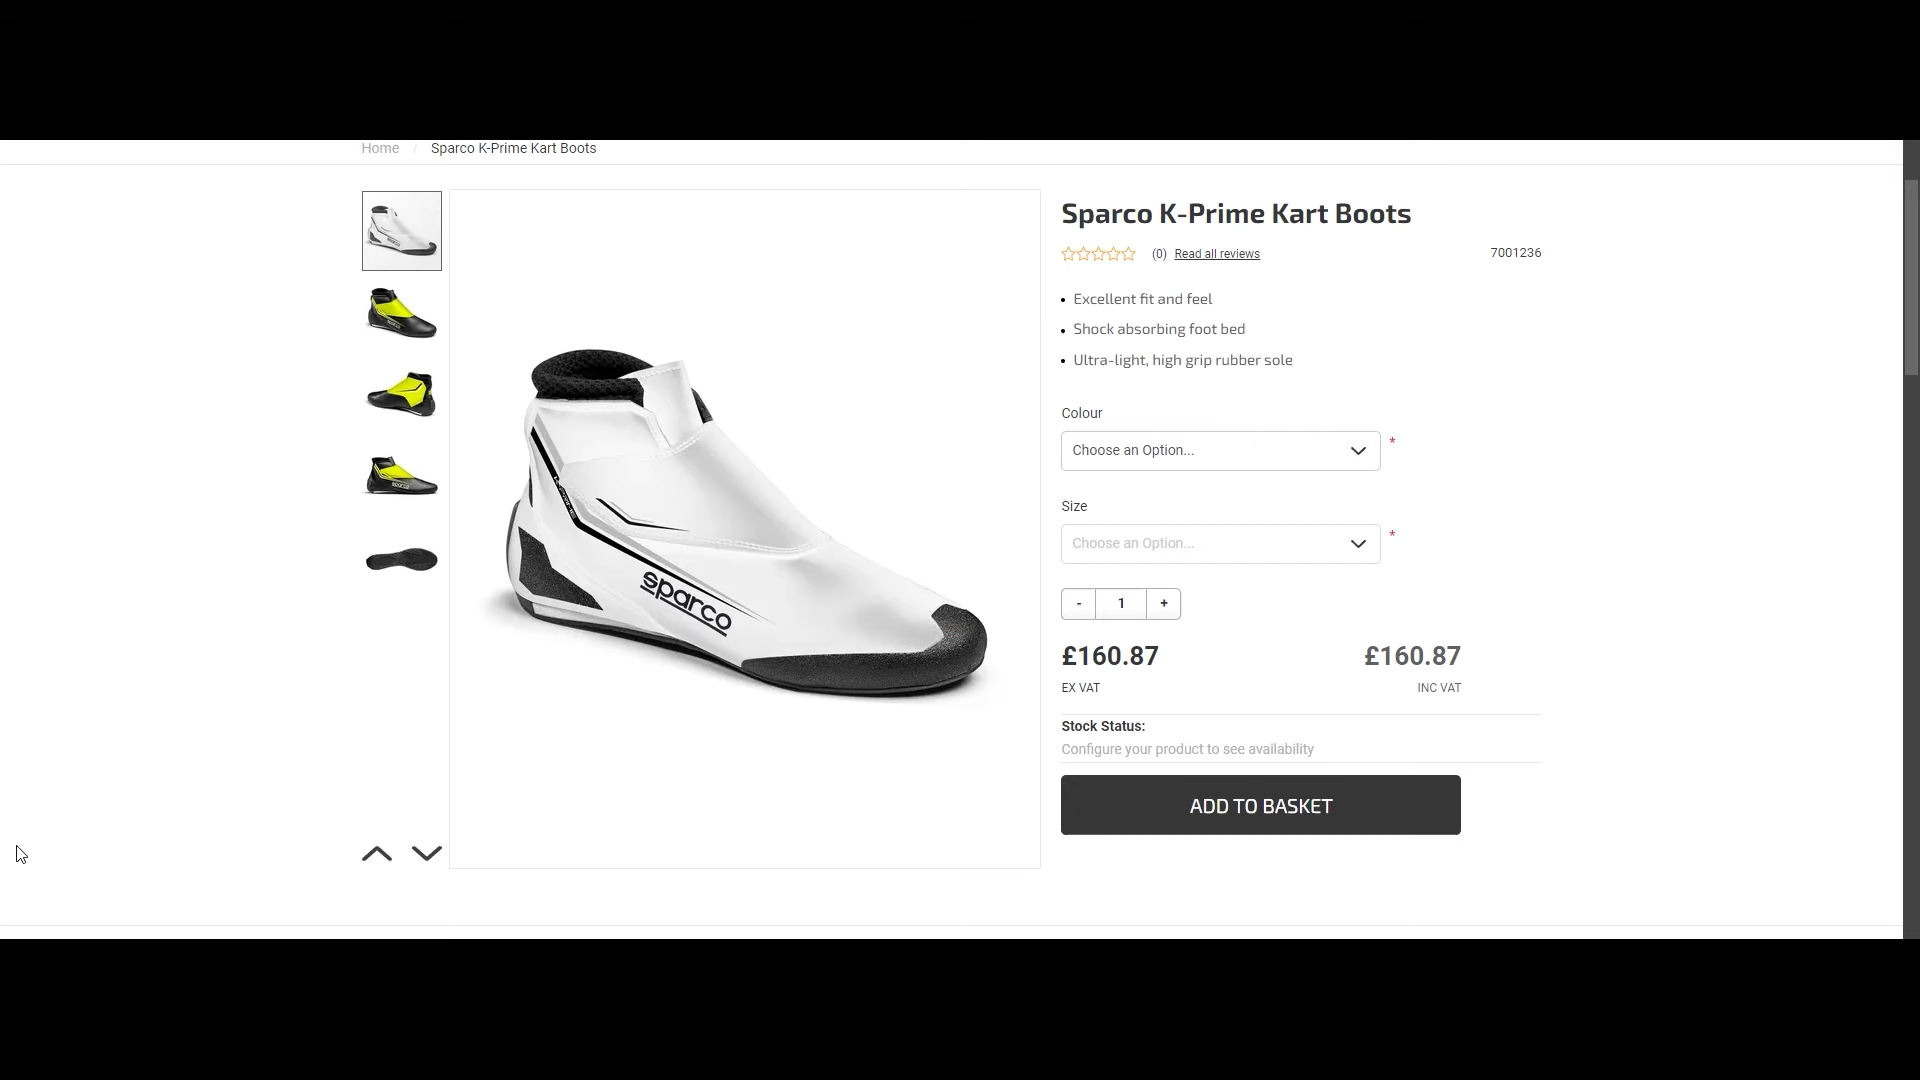 Home / Sparco K-Prime Kart Boots
Sparco K-Prime Kart Boots
(0) Read all reviews 7001236
Excellent fit and feel
Shock absorbing foot bed
Ultra-light, high grip rubber sole
Colour
Choose an Option... *
Size
Choose an Option... *
- 1 +
£160.87 £160.87
EX VAT INC VAT
Stock Status:
Configure your product to see availability
ADD TO BASKET
sparco